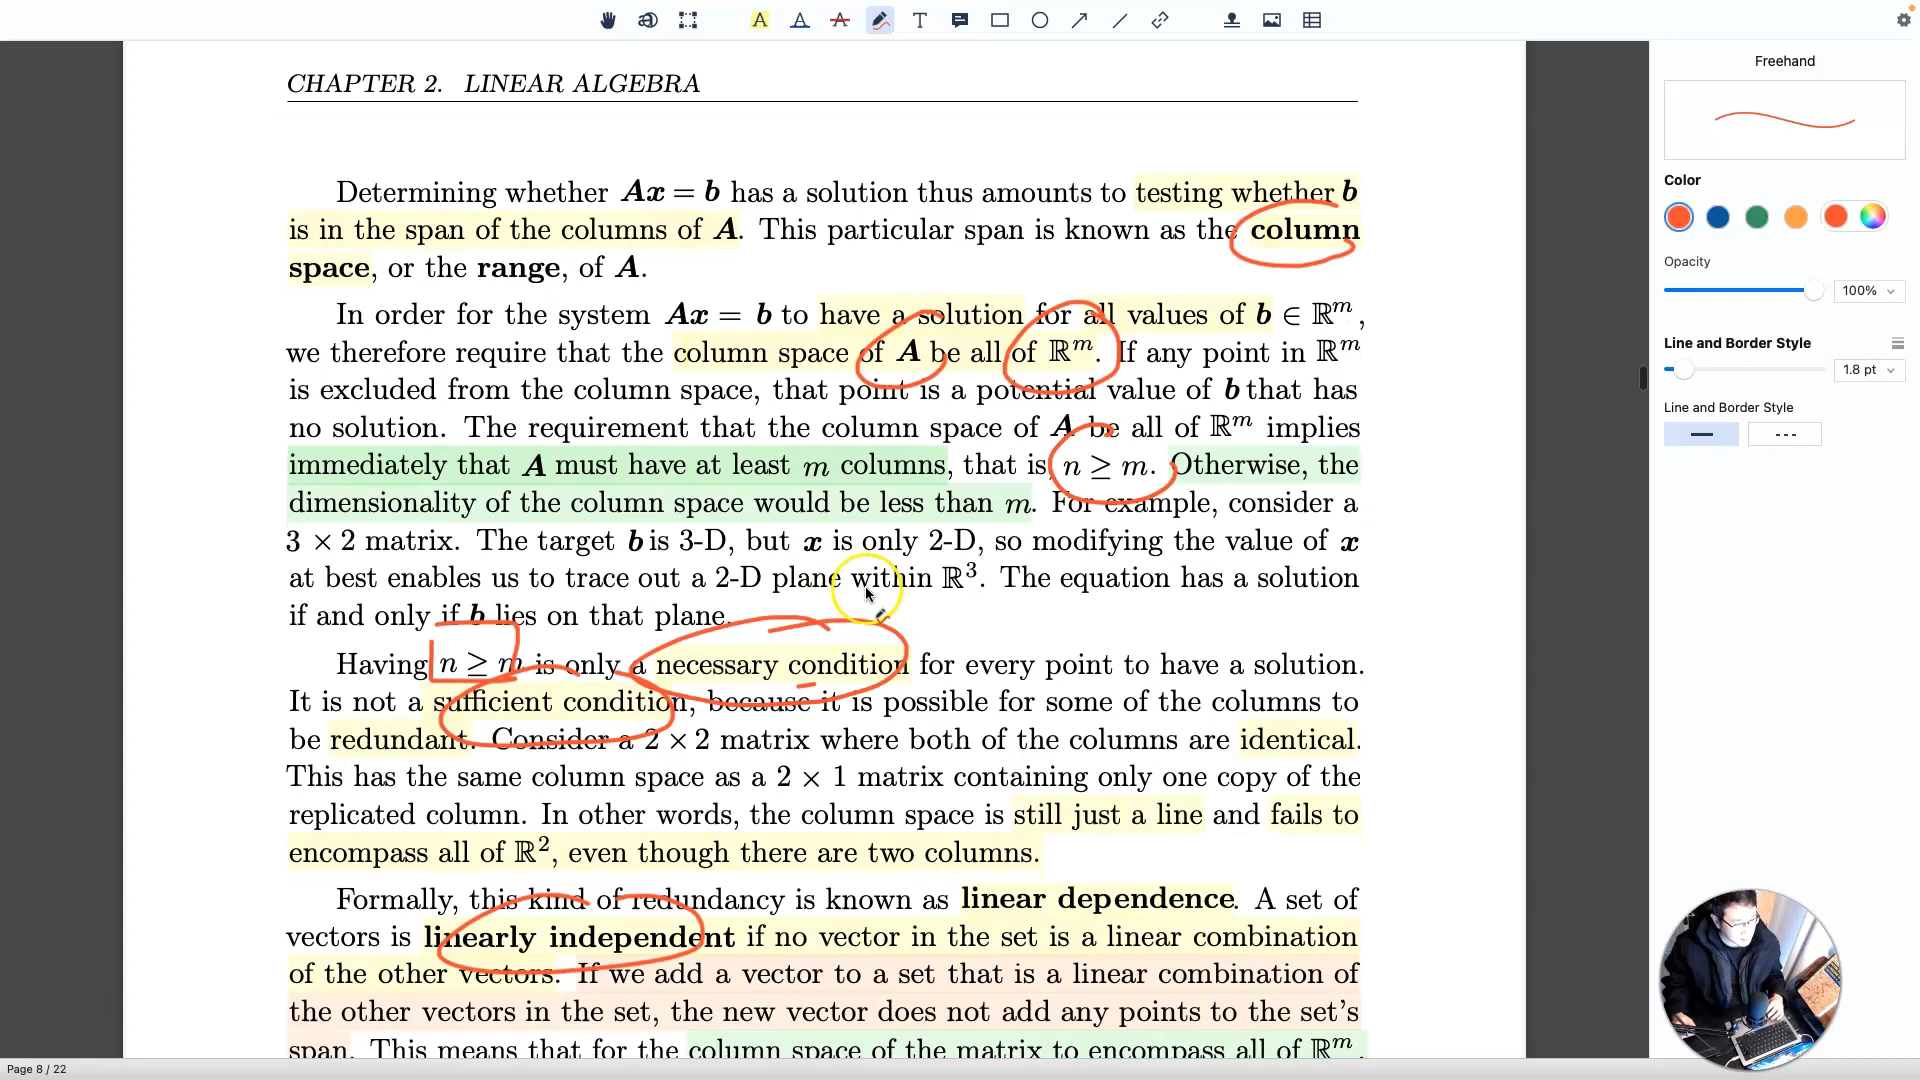 A A A T
Freehand
CHAPTER 2. LINEAR ALGEBRA
Determining whether Ax = b has a solution thus amounts to testing whether b
is in the span of the columns of A. This particular span is known as the column
space, or the range, of A.
In order for the system Ax = b to have a solution for all values of b ∈ ℝᵐ,
we therefore require that the column space of A be all of ℝᵐ. If any point in ℝᵐ
is excluded from the column space, that point is a potential value of b that has
no solution. The requirement that the column space of A be all of ℝᵐ implies
immediately that A must have at least m columns, that is, n ≥ m. Otherwise, the
dimensionality of the column space would be less than m. For example, consider a
3 × 2 matrix. The target b is 3-D, but x is only 2-D, so modifying the value of x
at best enables us to trace out a 2-D plane within ℝ³. The equation has a solution
if and only if b lies on that plane.
Having n ≥ m is only a necessary condition for every point to have a solution.
It is not a sufficient condition, because it is possible for some of the columns to
be redundant. Consider a 2 × 2 matrix where both of the columns are identical.
This has the same column space as a 2 × 1 matrix containing only one copy of the
replicated column. In other words, the column space is still just a line and fails to
encompass all of ℝ², even though there are two columns.
Formally, this kind of redundancy is known as linear dependence. A set of
vectors is linearly independent if no vector in the set is a linear combination
of the other vectors. If we add a vector to a set that is a linear combination of
the other vectors in the set, the new vector does not add any points to the set's
span. This means that for the column space of the matrix to encompass all of ℝᵐ,
Color
Opacity
100%
Line and Border Style
1.8 pt
Line and Border Style
Page 8 / 22